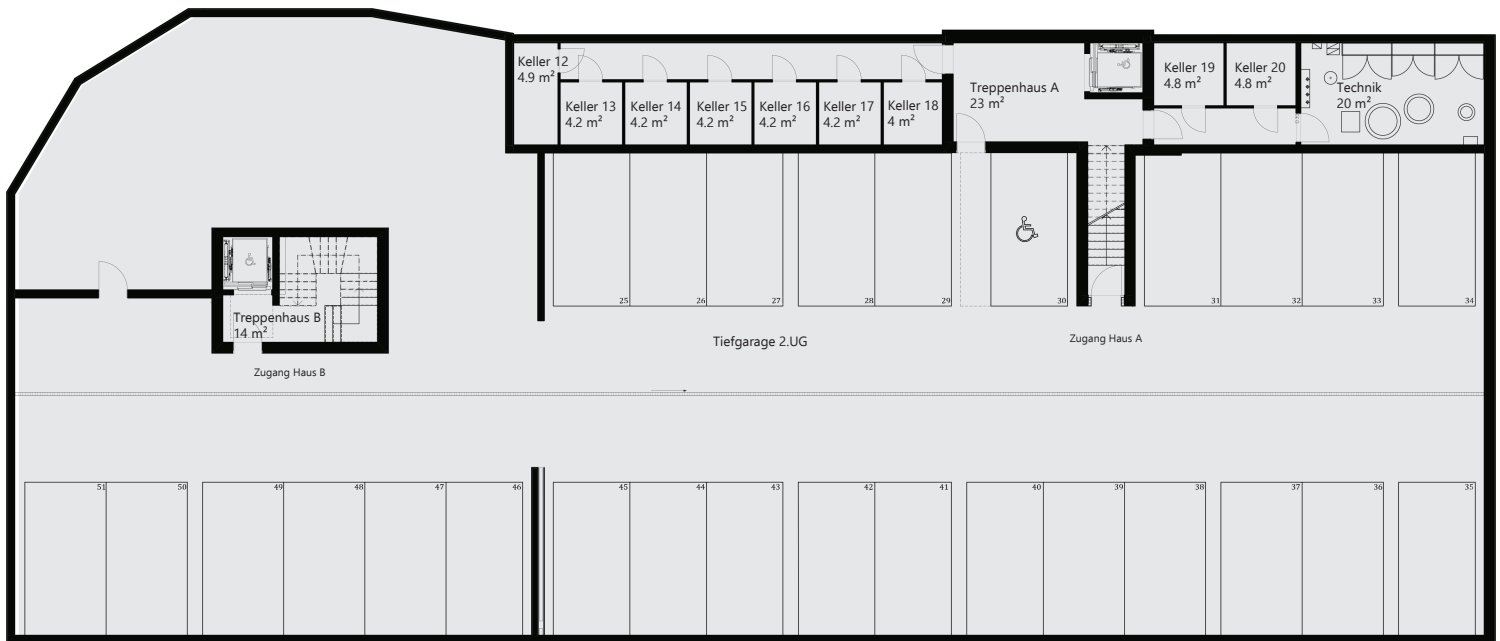 Keller 12
4.9 m²
Keller 13
4.2 m²
Keller 14
4.2 m²
Keller 15
4.2 m²
Keller 16
4.2 m²
Keller 17
4.2 m²
Keller 18
4 m²
Treppenhaus A
23 m²
Keller 19
4.8 m²
Keller 20
4.8 m²
Technik
20 m²
25
26
27
28
29
30
31
32
33
34
Treppenhaus B
14 m²
Zugang Haus B
Tiefgarage 2.UG
Zugang Haus A
51
50
49
48
47
46
45
44
43
42
41
40
39
38
37
36
35